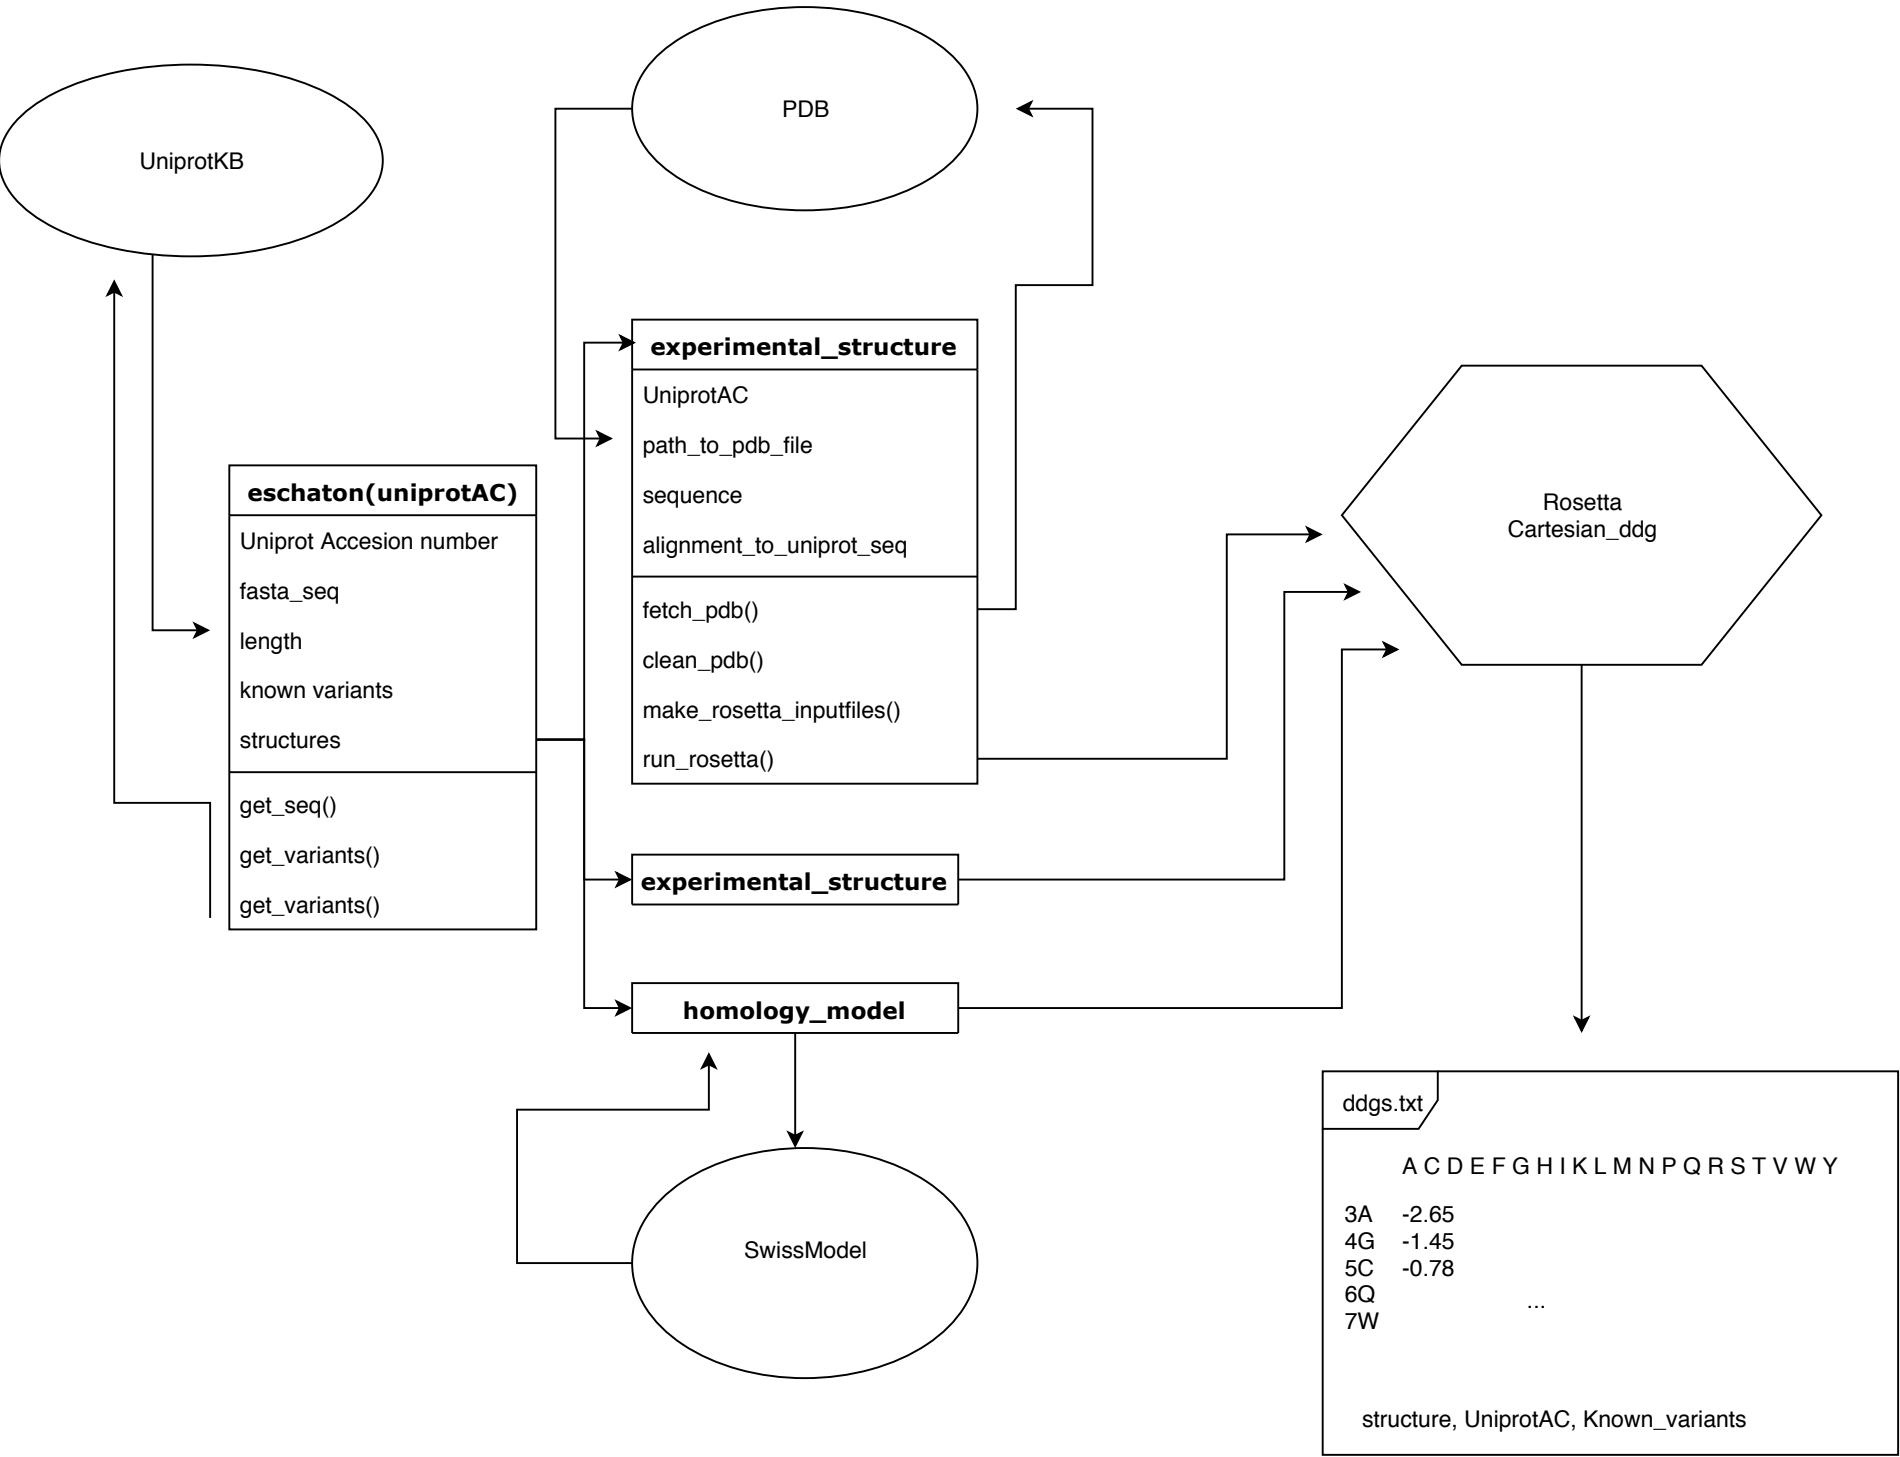 PDB
UniprotKB
experimental_structure
UniprotAC
path_to_pdb_file
sequence
alignment_to_uniprot_seq
fetch_pdb()
clean_pdb()
make_rosetta_inputfiles()
run_rosetta()
eschaton(uniprotAC)
Uniprot Accesion number
fasta_seq
length
known variants
structures
get_seq()
get_variants()
get_variants()
experimental_structure
homology_model
SwissModel
Rosetta
Cartesian_ddg
ddgs.txt
A C D E F G H I K L M N P Q R S T V W Y
3A -2.65
4G -1.45
5C -0.78
6Q
...
7W
structure, UniprotAC, Known_variants